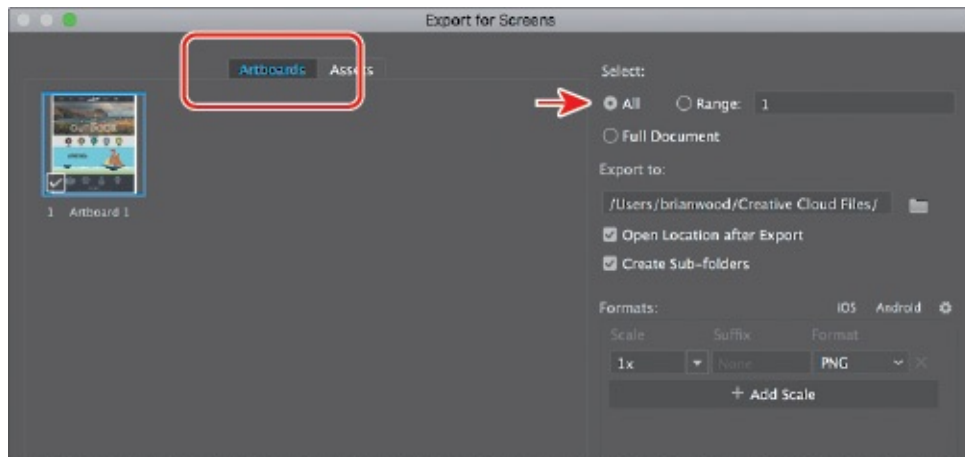 Export for Screens
Artboards Assets
Select:
All Range: 1
Full Document
Export to:
/Users/brianwood/Creative Cloud Files/
Open Location after Export
Create Sub-folders
Formats: iOS Android
Scale Suffix Format
1x None PNG
+ Add Scale
OUTDOOR
1 Artboard 1